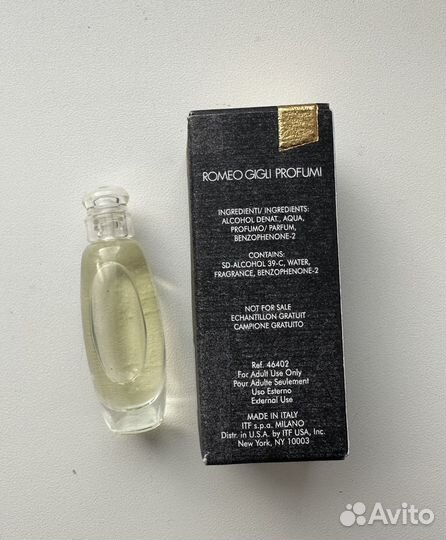 ROMEO GIGLI PROFUMI
INGREDIENTI/ INGREDIENTS:
ALCOHOL DENAT., AQUA,
PROFUMO/ PARFUM,
BENZOPHENONE-2
CONTAINS:
SD-ALCOHOL 39-C, WATER,
FRAGRANCE, BENZOPHENONE-2
NOT FOR SALE
ECHANTILLON GRATUIT
CAMPIONE GRATUITO
Ref. 46402
For Adult Use Only
Pour Adulte Seulement
Uso Esterno
External Use
MADE IN ITALY
ITF s.p.a. MILANO
Distr. in U.S.A. by ITF USA, Inc.
New York, NY 10003
Avito